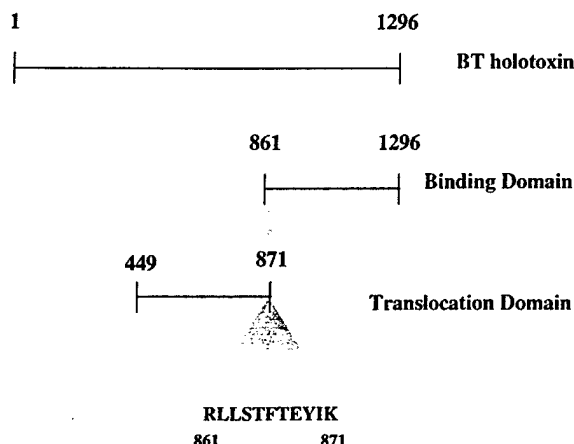 1 1296
BT holotoxin
861 1296
Binding Domain
449 871
Translocation Domain
RLLSTFTEYIK
861 871